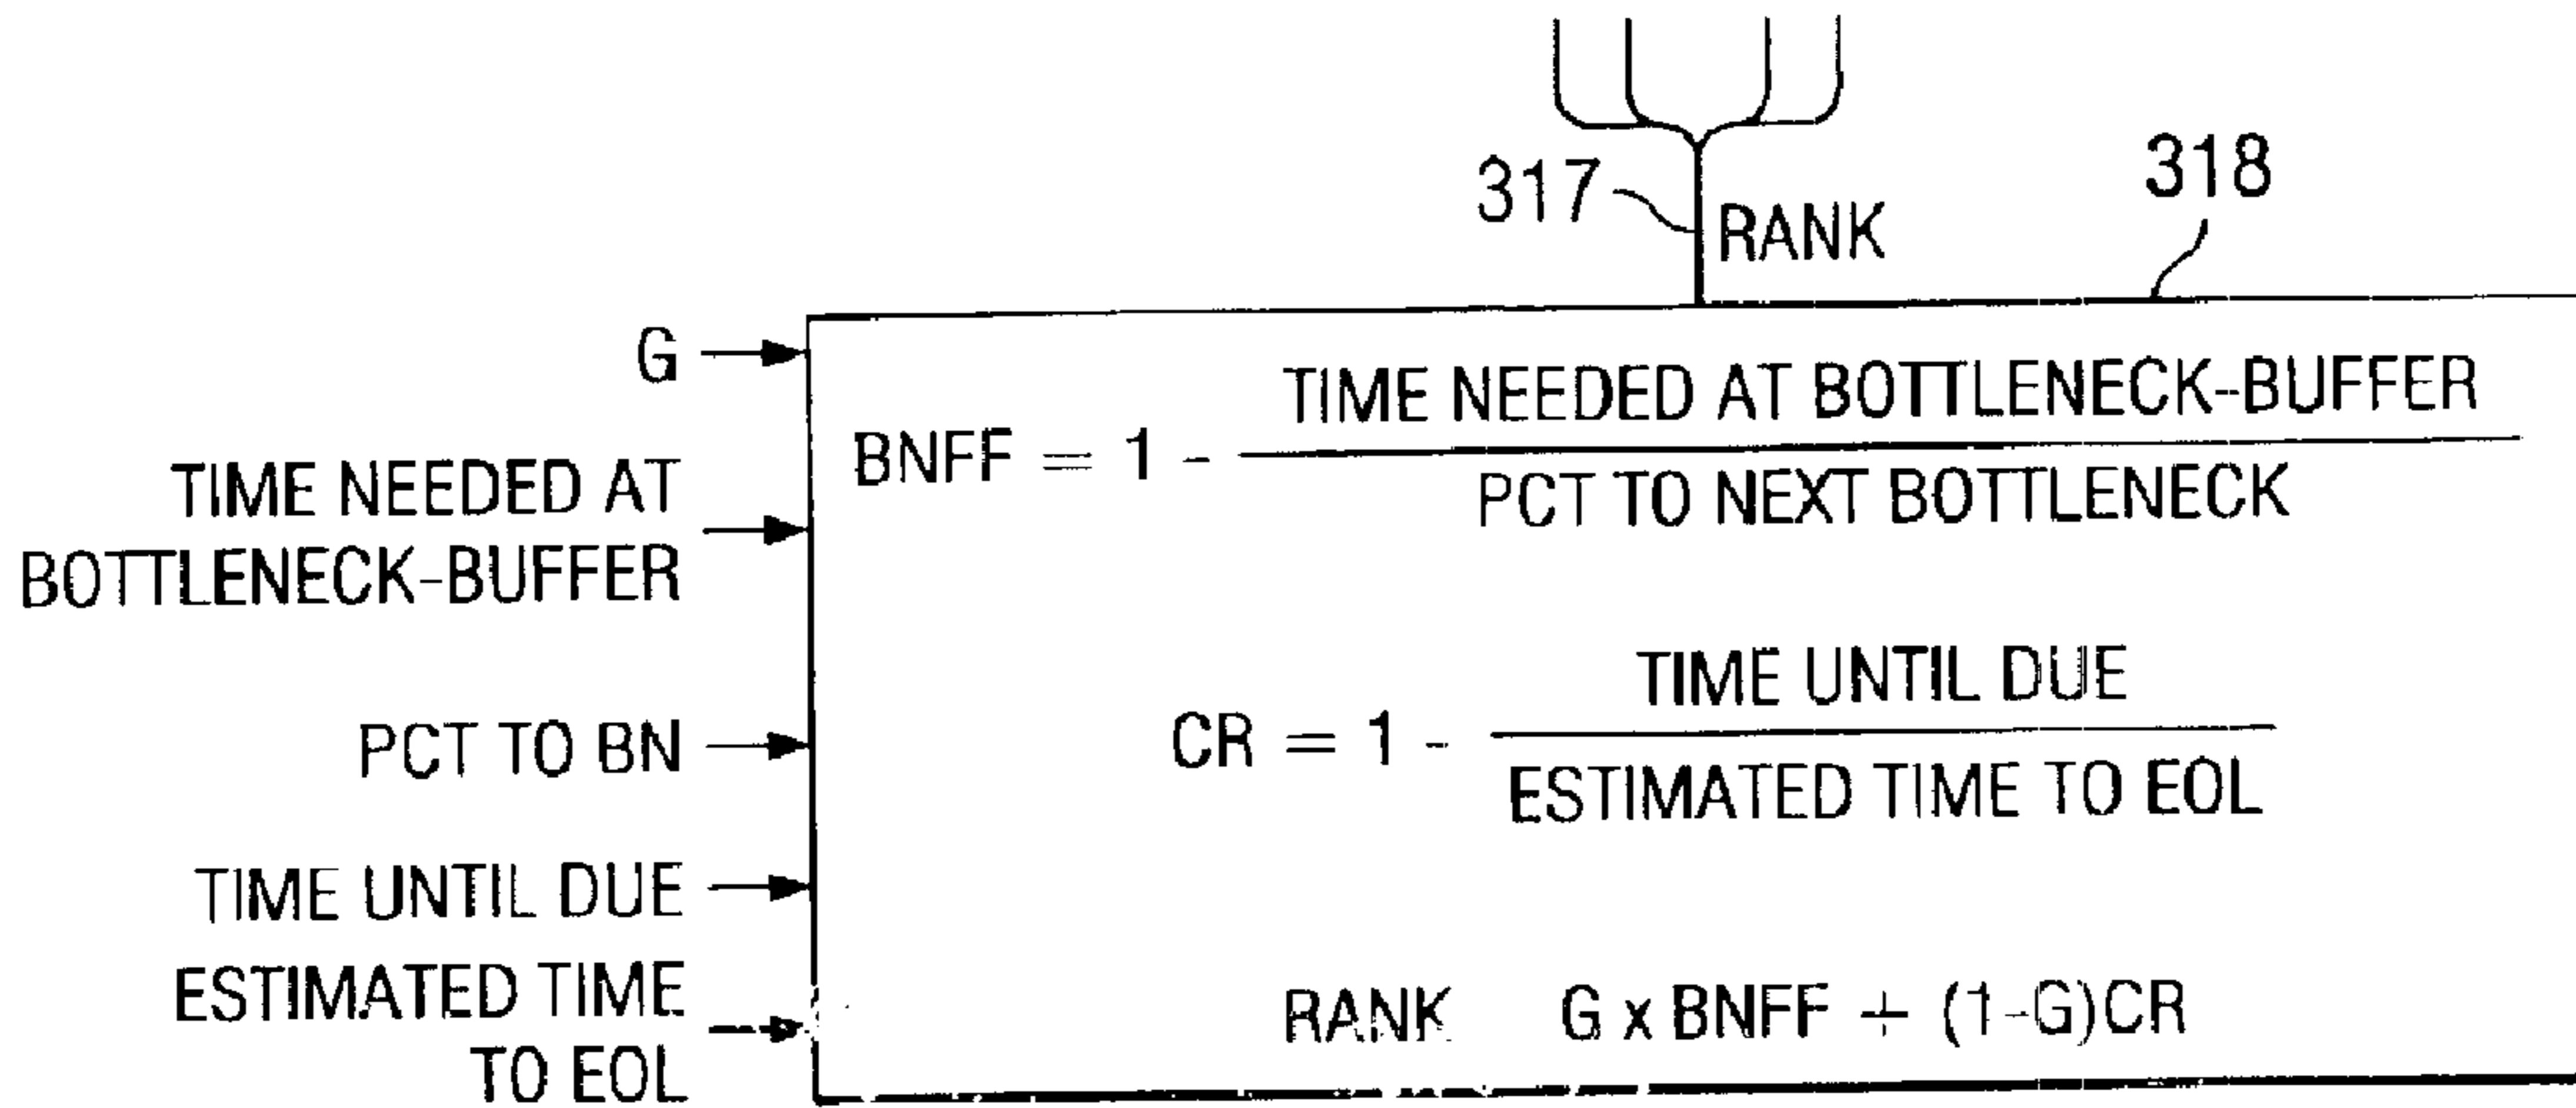 317
RANK
318
G
TIME NEEDED AT
BOTTLENECK-BUFFER
PCT TO BN
TIME UNTIL DUE
ESTIMATED TIME
TO EOL
TIME NEEDED AT BOTTLENECK-BUFFER
BNFF = 1 -
PCT TO NEXT BOTTLENECK
TIME UNTIL DUE
CR = 1 -
ESTIMATED TIME TO EOL
RANK G x BNFF + (1-G)CR